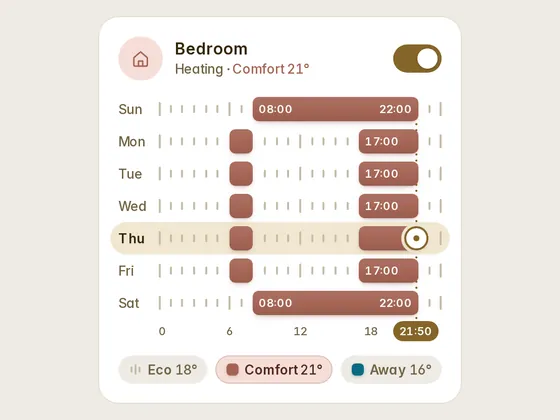 Bedroom
Heating · Comfort 21°
Sun 08:00 22:00
Mon 17:00
Tue 17:00
Wed 17:00
Thu
Fri 17:00
Sat 08:00 22:00
0 6 12 18 21:50
Eco 18° Comfort 21° Away 16°